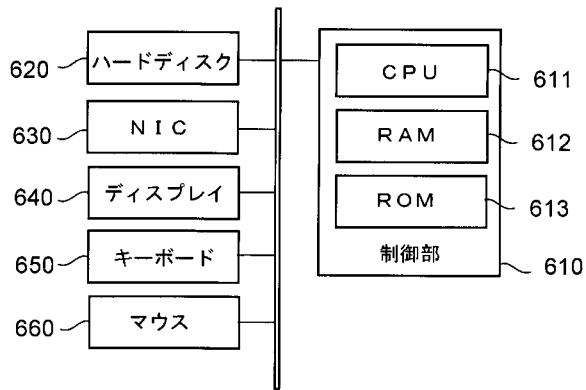 620
ハードディスク
630
NIC
640
ディスプレイ
650
キーボード
660
マウス
CPU
611
RAM
612
ROM
613
制御部
610